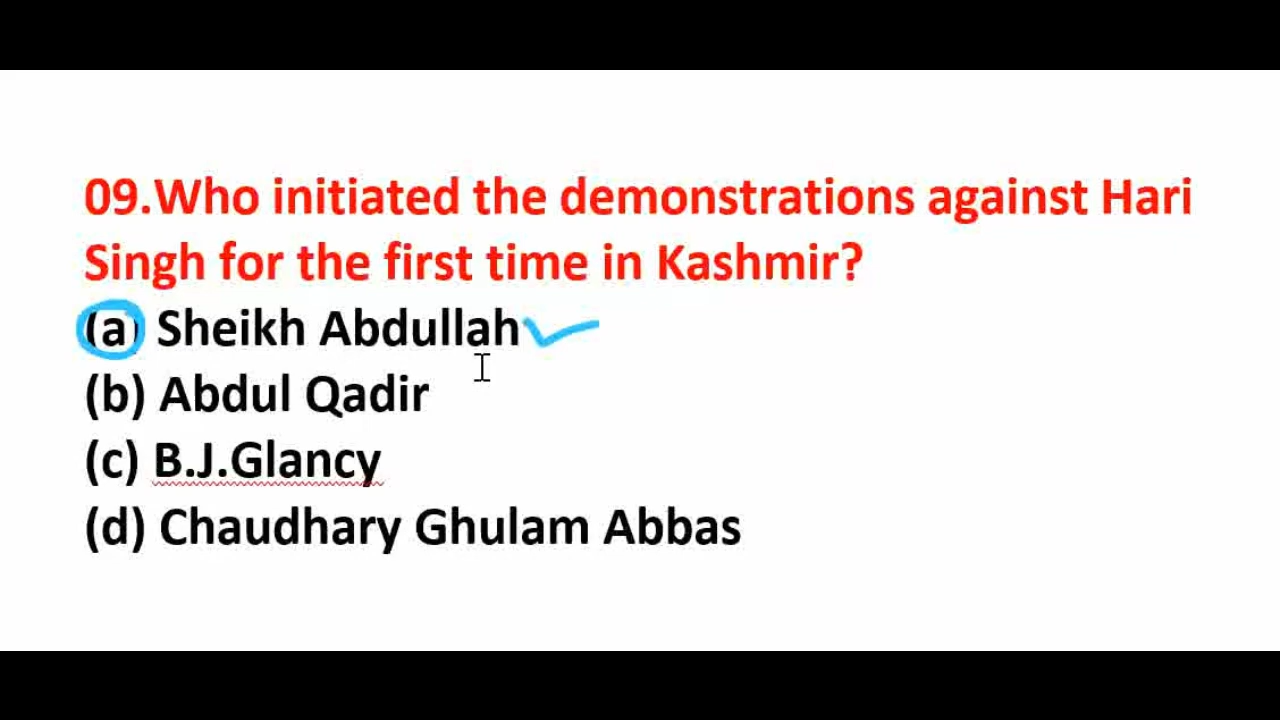 09.Who initiated the demonstrations against Hari
Singh for the first time in Kashmir?
(a) Sheikh Abdullah
(b) Abdul Qadir
(c) B.J.Glancy
(d) Chaudhary Ghulam Abbas